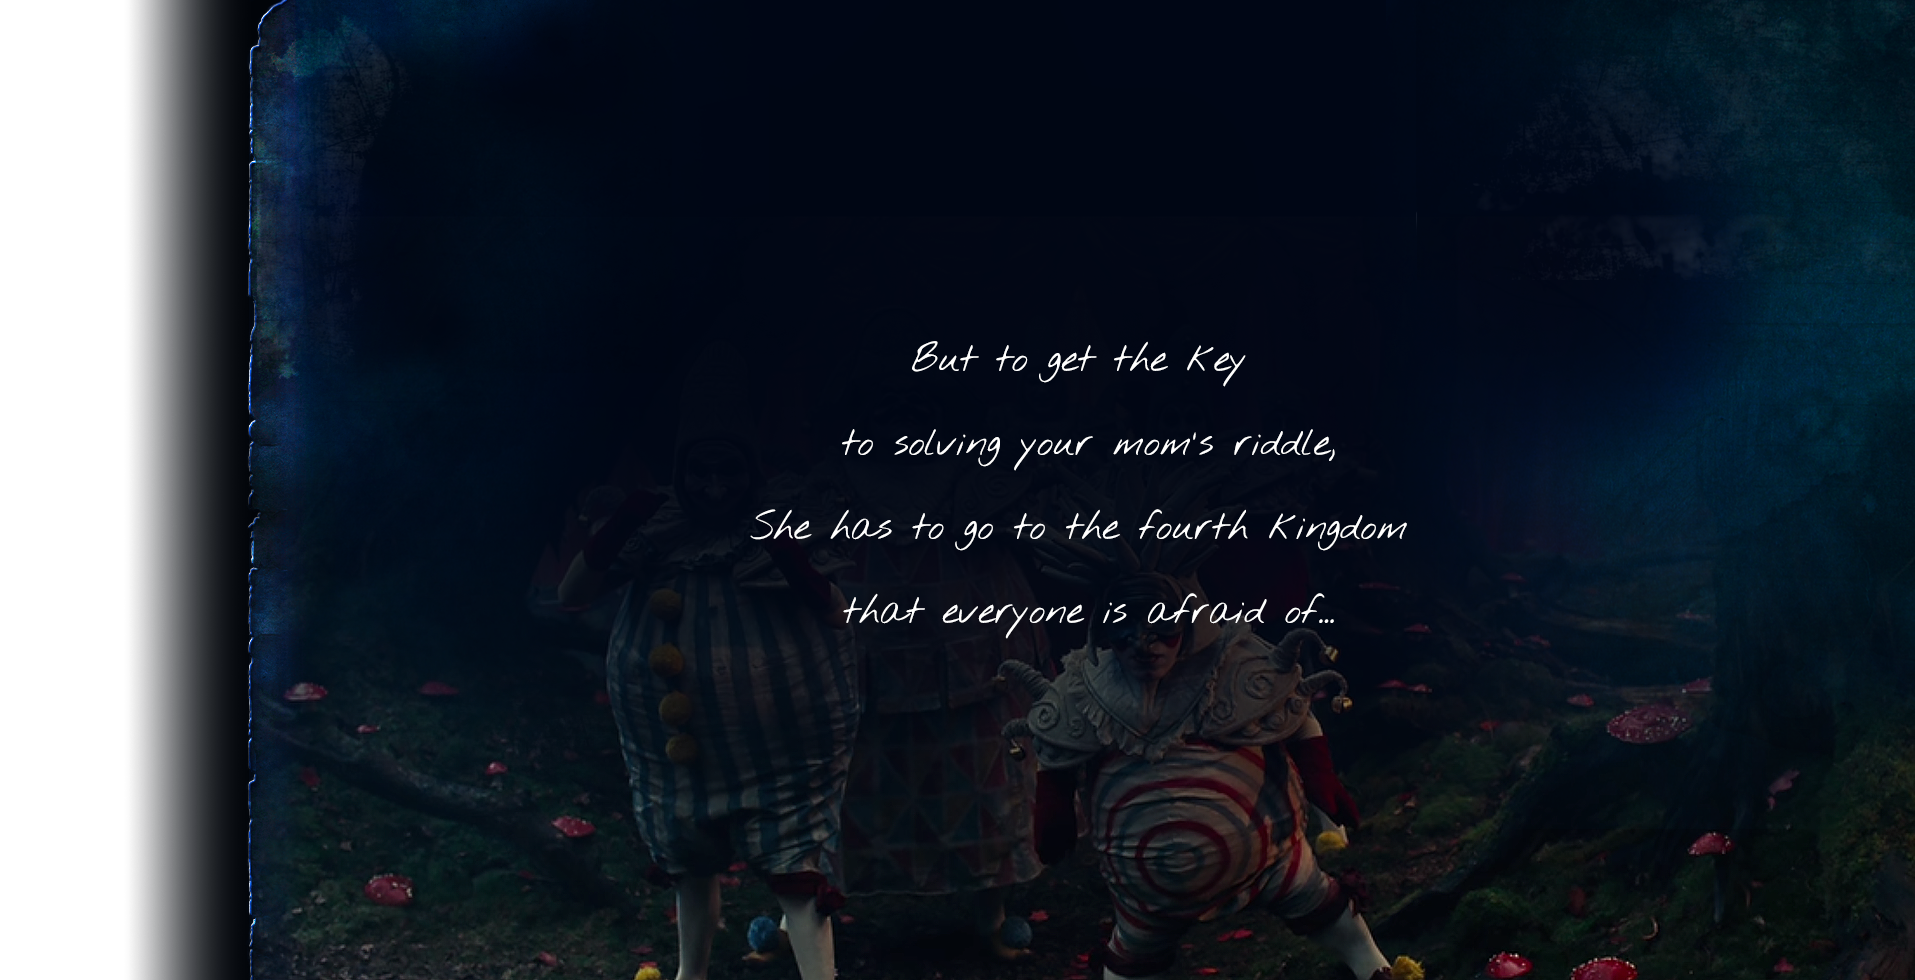 But to get the key
to solving your mom's riddle,
She has to go to the fourth kingdom
that everyone is afraid of...